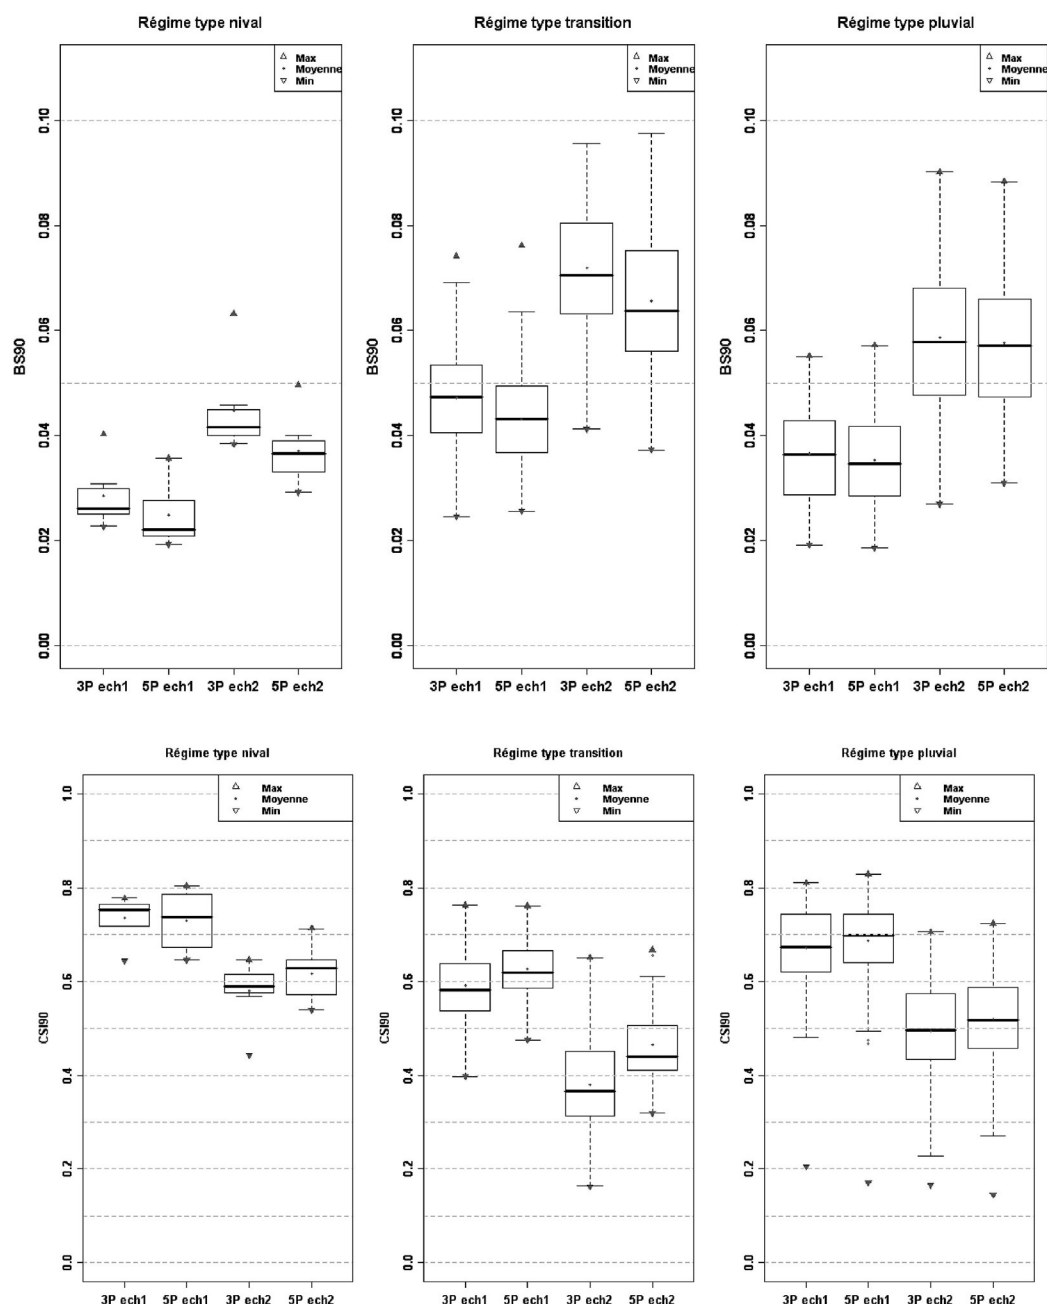 Régime type nival
Régime type transition
Régime type pluvial
Max
Moyenne
Min
Max
Moyenne
Min
Max
Moyenne
Min
BS90
0.10
0.08
0.06
0.04
0.02
0.00
BS90
0.10
0.08
0.06
0.04
0.02
0.00
BS90
0.10
0.08
0.06
0.04
0.02
0.00
3P ech1 5P ech1 3P ech2 5P ech2
3P ech1 5P ech1 3P ech2 5P ech2
3P ech1 5P ech1 3P ech2 5P ech2
Régime type nival
Régime type transition
Régime type pluvial
Max
Moyenne
Min
Max
Moyenne
Min
Max
Moyenne
Min
CSI90
1.0
0.8
0.6
0.4
0.2
0.0
CSI90
1.0
0.8
0.6
0.4
0.2
0.0
CSI90
1.0
0.8
0.6
0.4
0.2
0.0
3P ech1 5P ech1 3P ech2 5P ech2
3P ech1 5P ech1 3P ech2 5P ech2
3P ech1 5P ech1 3P ech2 5P ech2